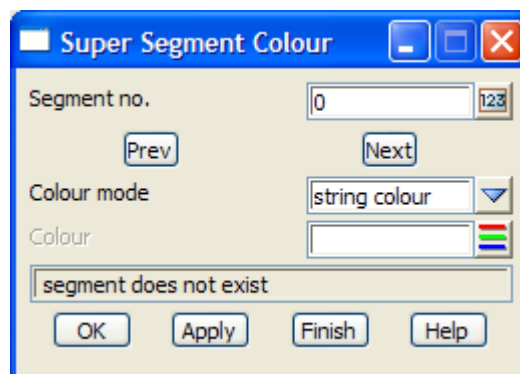 Super Segment Colour
Segment no. 0 123
Prev Next
Colour mode string colour
Colour
segment does not exist
OK Apply Finish Help